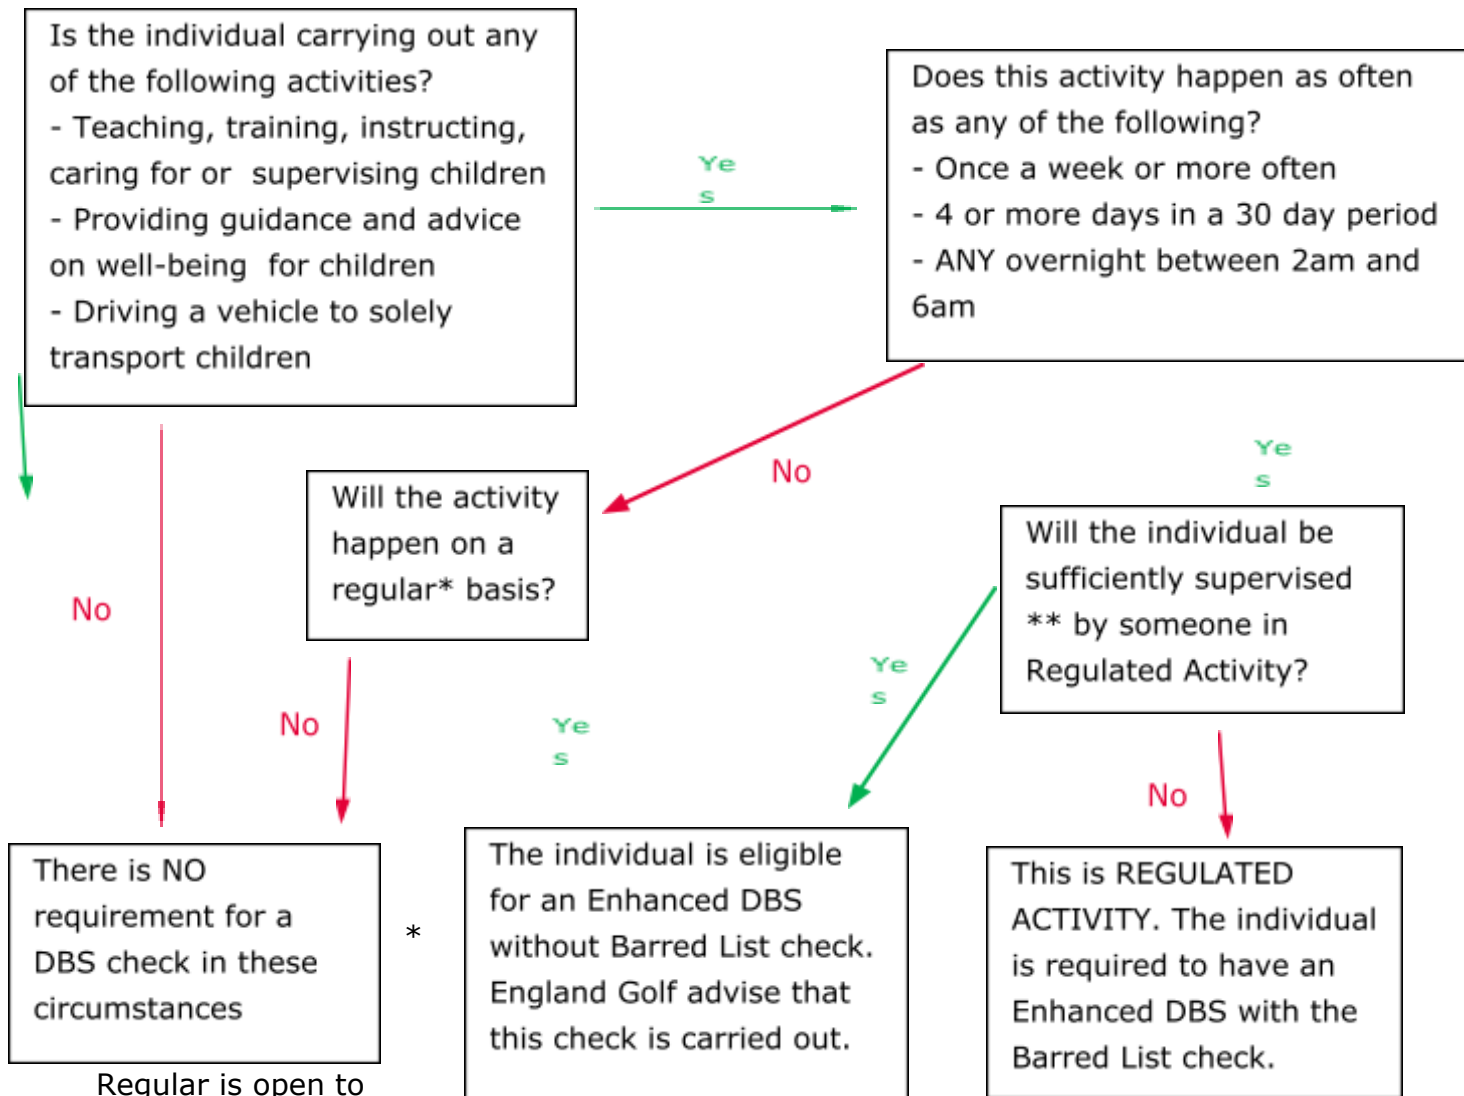 Is the individual carrying out any
of the following activities?
- Teaching, training, instructing,
caring for or supervising children
- Providing guidance and advice
on well-being for children
- Driving a vehicle to solely
transport children
Ye
s
Does this activity happen as often
as any of the following?
- Once a week or more often
- 4 or more days in a 30 day period
- ANY overnight between 2am and
6am
No
Ye
s
Will the activity
happen on a
regular* basis?
Will the individual be
sufficiently supervised
** by someone in
Regulated Activity?
No
No
Ye
s
Ye
s
No
There is NO
requirement for a
DBS check in these
circumstances
*
The individual is eligible
for an Enhanced DBS
without Barred List check.
England Golf advise that
this check is carried out.
This is REGULATED
ACTIVITY. The individual
is required to have an
Enhanced DBS with the
Barred List check.
Regular is open to